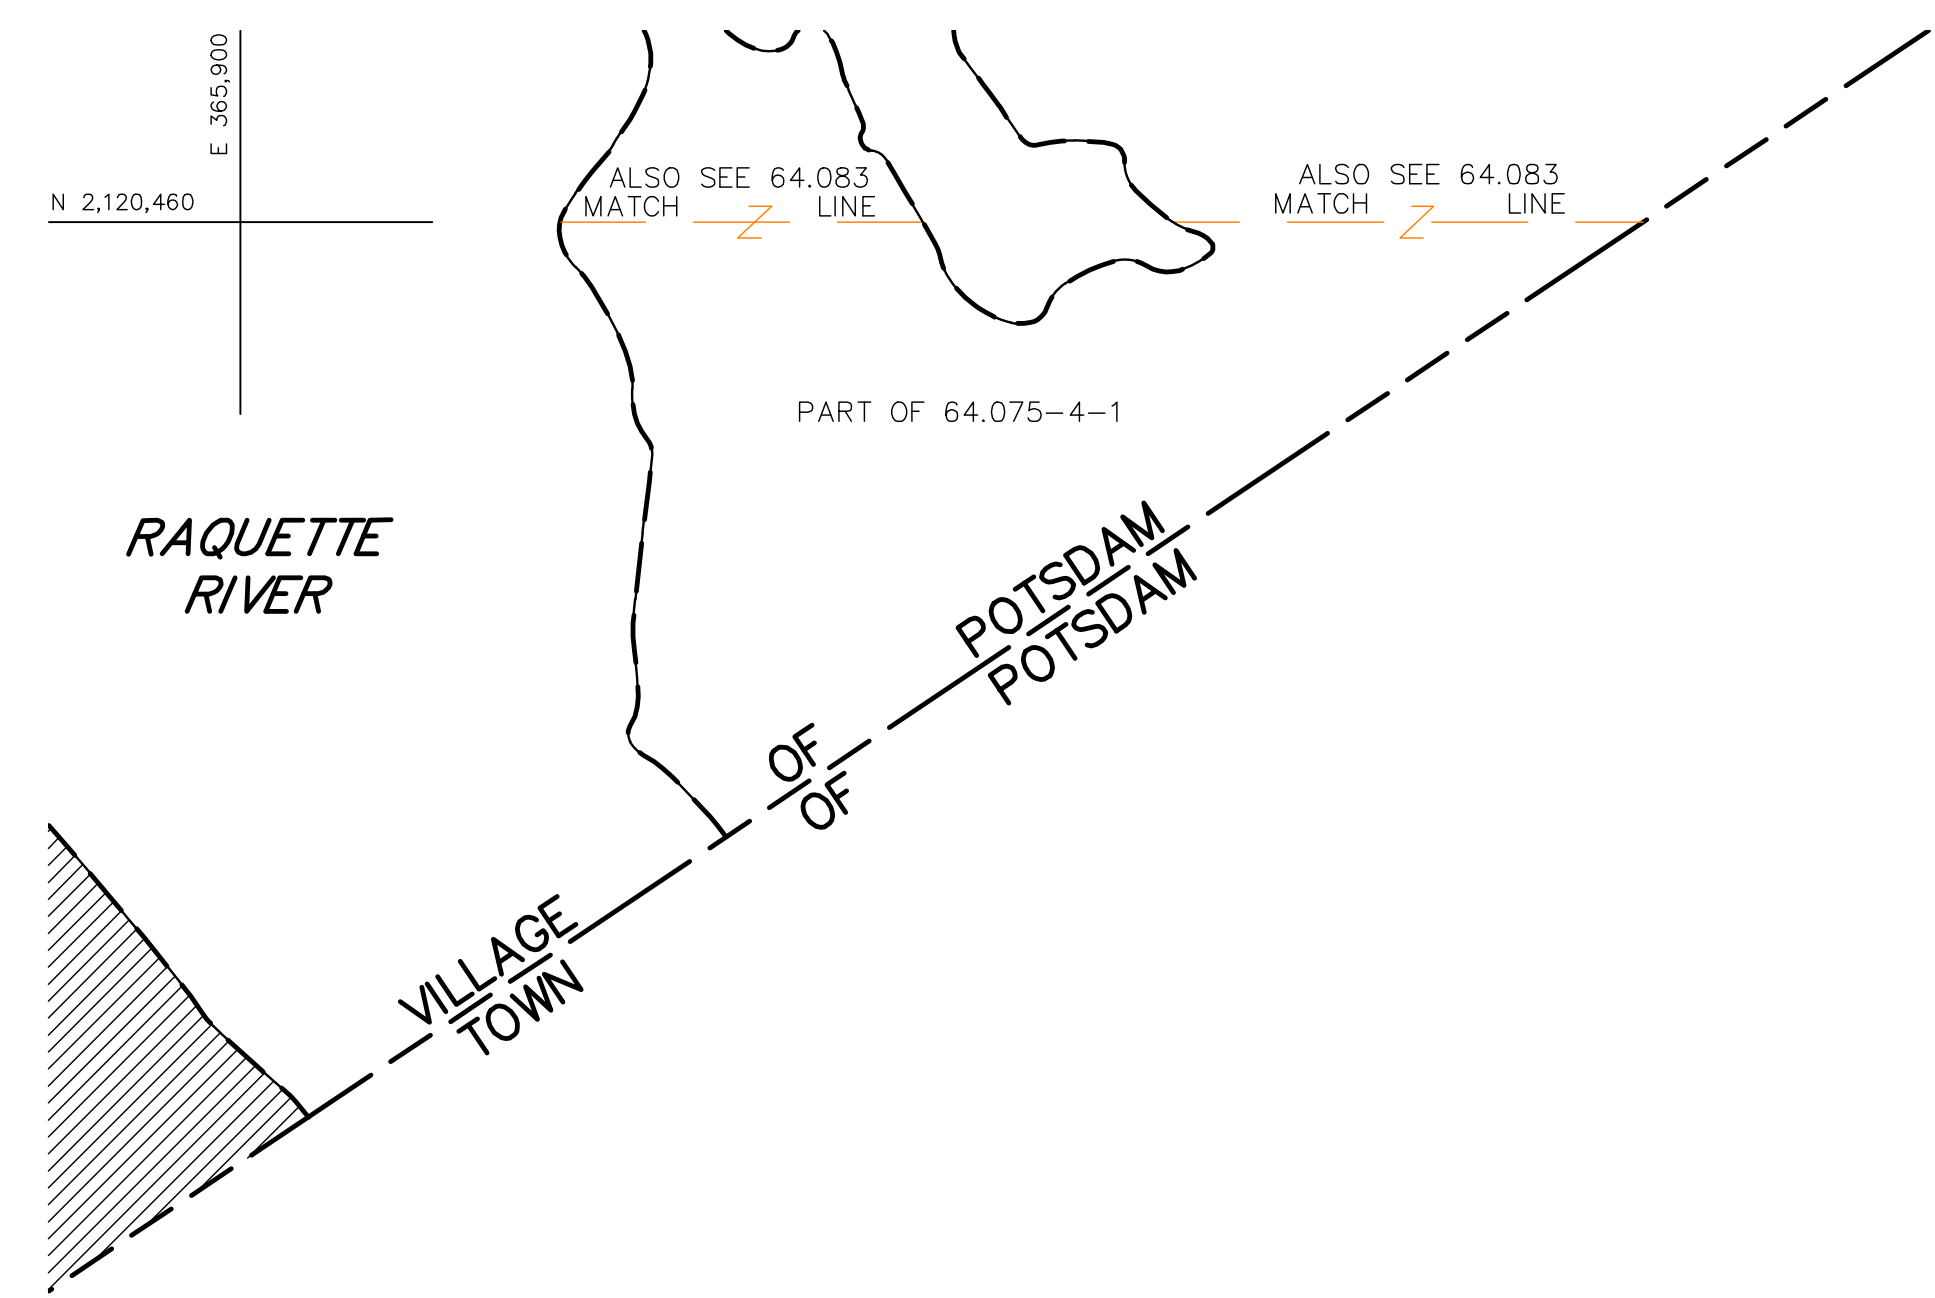 E 365,900
N 2,120,460
ALSO SEE 64.083
MATCH LINE
ALSO SEE 64.083
MATCH LINE
PART OF 64.075-4-1
RAQUETTE
RIVER
VILLAGE OF POTSDAM
TOWN OF POTSDAM